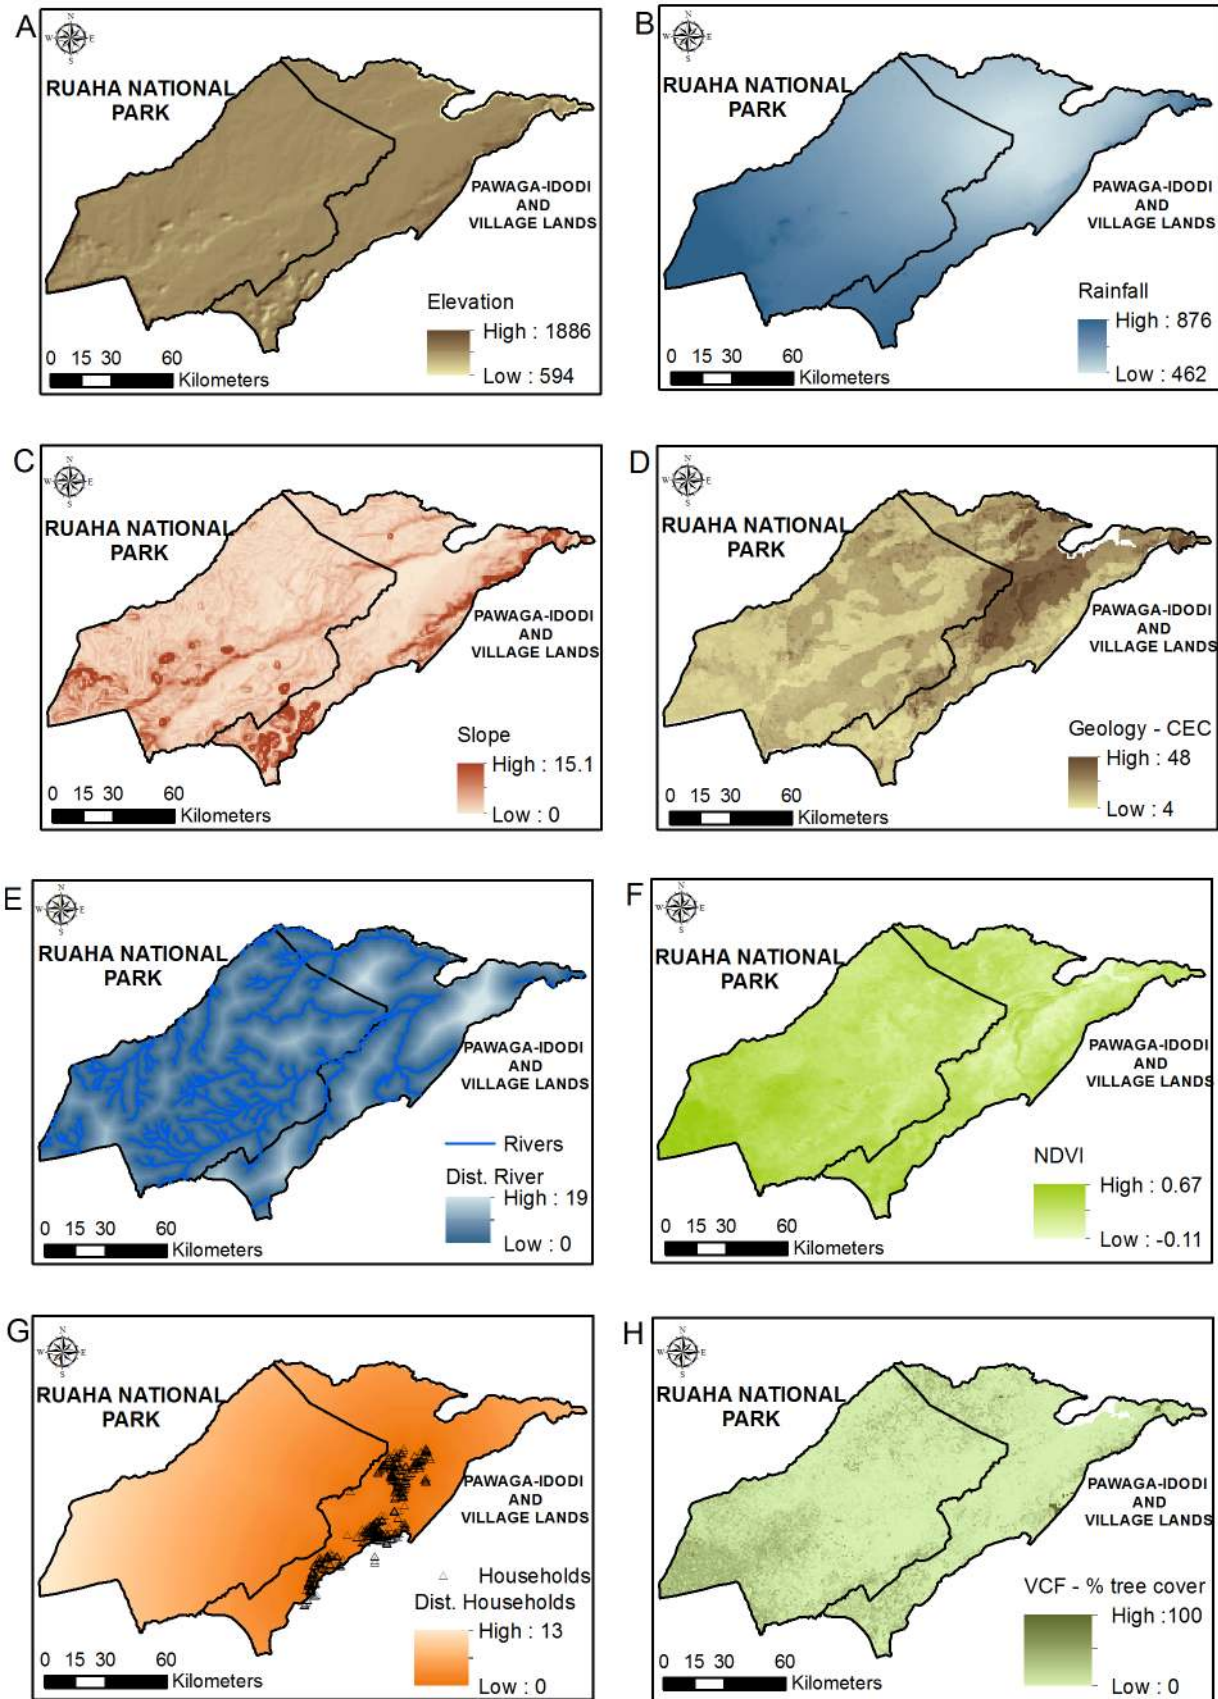 A
N
W E
S
RUAHA NATIONAL
PARK
PAWAGA-IDODI
AND
VILLAGE LANDS
Elevation
High : 1886
Low : 594
0 15 30 60
Kilometers
B
N
W E
S
RUAHA NATIONAL
PARK
PAWAGA-IDODI
AND
VILLAGE LANDS
Rainfall
High : 876
Low : 462
0 15 30 60
Kilometers
C
N
W E
S
RUAHA NATIONAL
PARK
PAWAGA-IDODI
AND
VILLAGE LANDS
Slope
High : 15.1
Low : 0
0 15 30 60
Kilometers
D
N
W E
S
RUAHA NATIONAL
PARK
PAWAGA-IDODI
AND
VILLAGE LANDS
Geology - CEC
High : 48
Low : 4
0 15 30 60
Kilometers
E
N
W E
S
RUAHA NATIONAL
PARK
PAWAGA-IDODI
AND
VILLAGE LANDS
Rivers
Dist. River
High : 19
Low : 0
0 15 30 60
Kilometers
F
N
W E
S
RUAHA NATIONAL
PARK
PAWAGA-IDODI
AND
VILLAGE LANDS
NDVI
High : 0.67
Low : -0.11
0 15 30 60
Kilometers
G
N
W E
S
RUAHA NATIONAL
PARK
PAWAGA-IDODI
AND
VILLAGE LANDS
Households
Dist. Households
High : 13
Low : 0
0 15 30 60
Kilometers
H
N
W E
S
RUAHA NATIONAL
PARK
PAWAGA-IDODI
AND
VILLAGE LANDS
VCF - % tree cover
High :100
Low : 0
0 15 30 60
Kilometers